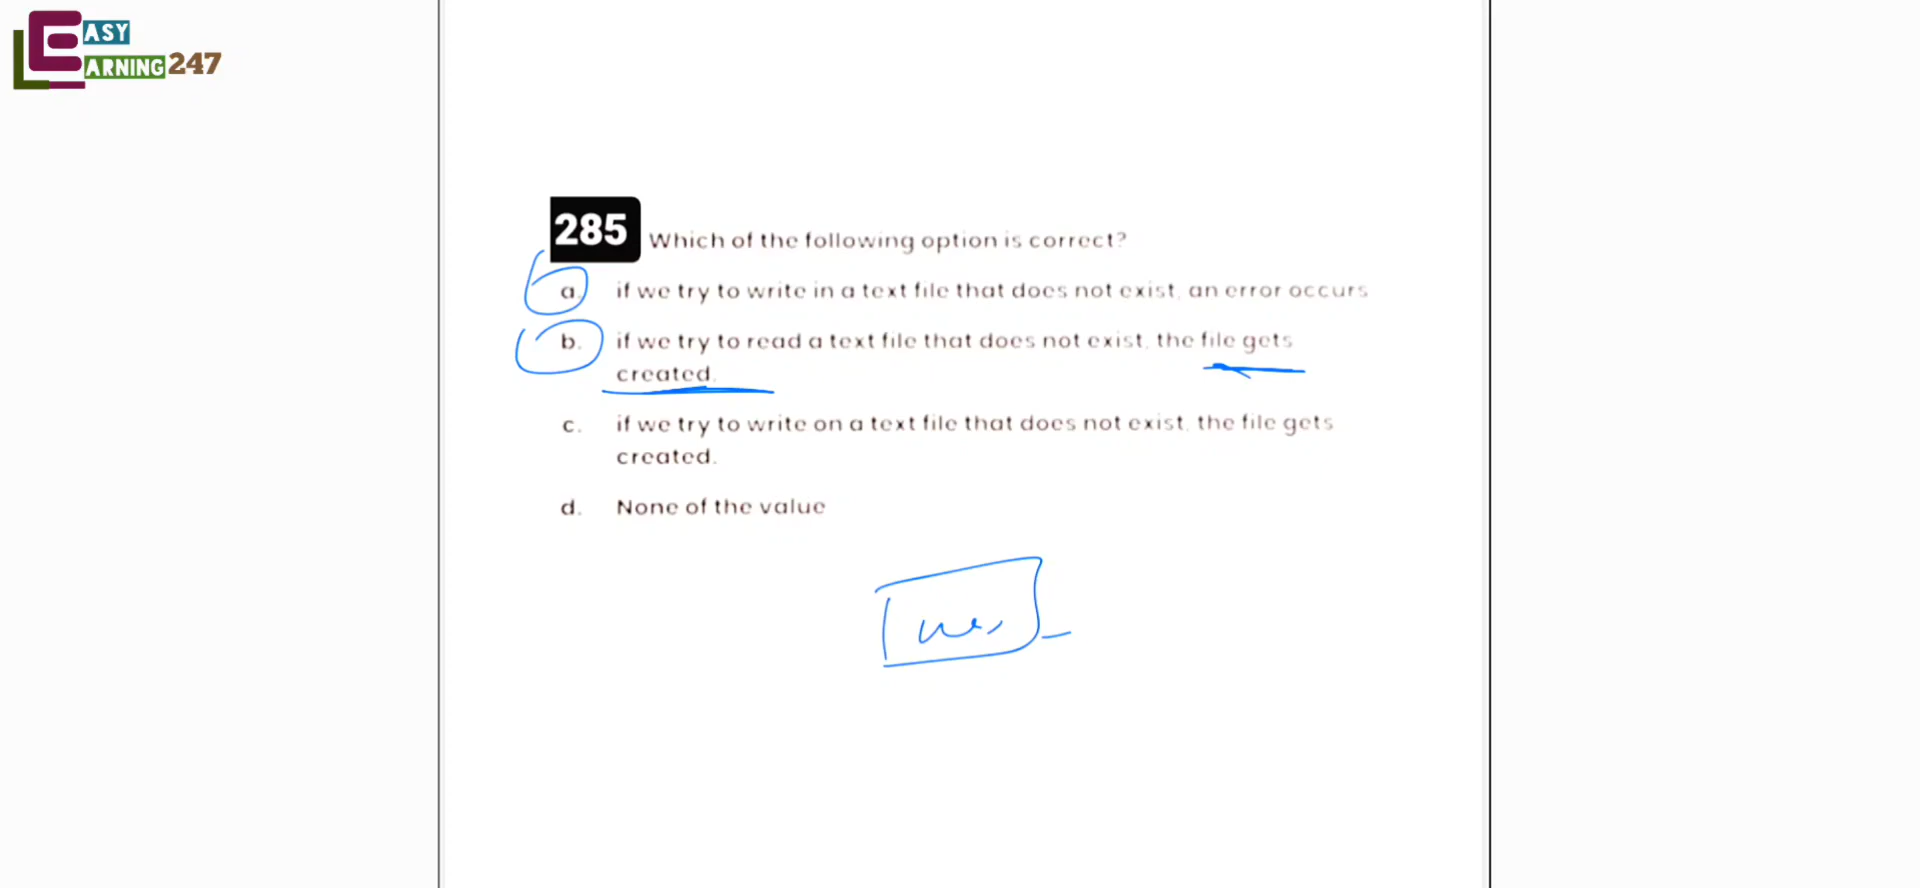 EASY
EARNING 247
285 Which of the following option is correct?
a. if we try to write in a text file that does not exist, an error occurs
b. if we try to read a text file that does not exist, the file gets
created.
c. if we try to write on a text file that does not exist, the file gets
created.
d. None of the value